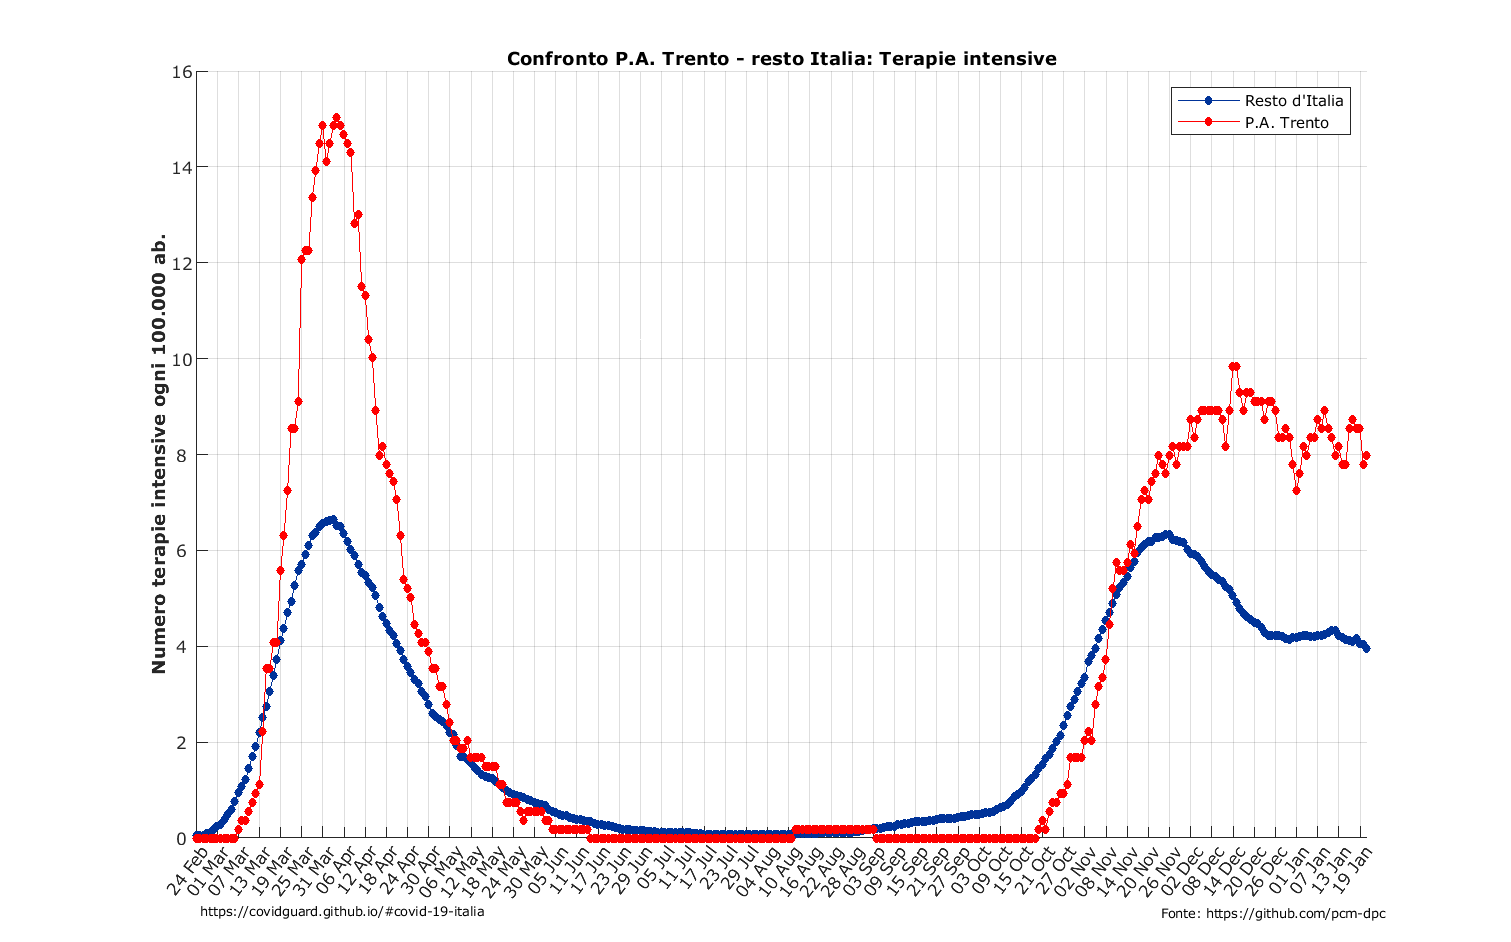 Confronto P.A. Trento - resto Italia: Terapie intensive
Numero terapie intensive ogni 100.000 ab.
16
14
12
10
8
6
4
2
0
Resto d'Italia
P.A. Trento
24 Feb
01 Mar
07 Mar
13 Mar
19 Mar
25 Mar
31 Mar
06 Apr
12 Apr
18 Apr
24 Apr
30 Apr
06 May
12 May
18 May
24 May
30 May
05 Jun
11 Jun
17 Jun
23 Jun
29 Jun
05 Jul
11 Jul
17 Jul
23 Jul
29 Jul
04 Aug
10 Aug
16 Aug
22 Aug
28 Aug
03 Sep
09 Sep
15 Sep
21 Sep
27 Sep
03 Oct
09 Oct
15 Oct
21 Oct
27 Oct
02 Nov
08 Nov
14 Nov
20 Nov
26 Nov
02 Dec
08 Dec
14 Dec
20 Dec
26 Dec
01 Jan
07 Jan
13 Jan
19 Jan
https://covidguard.github.io/#covid-19-italia
Fonte: https://github.com/pcm-dpc